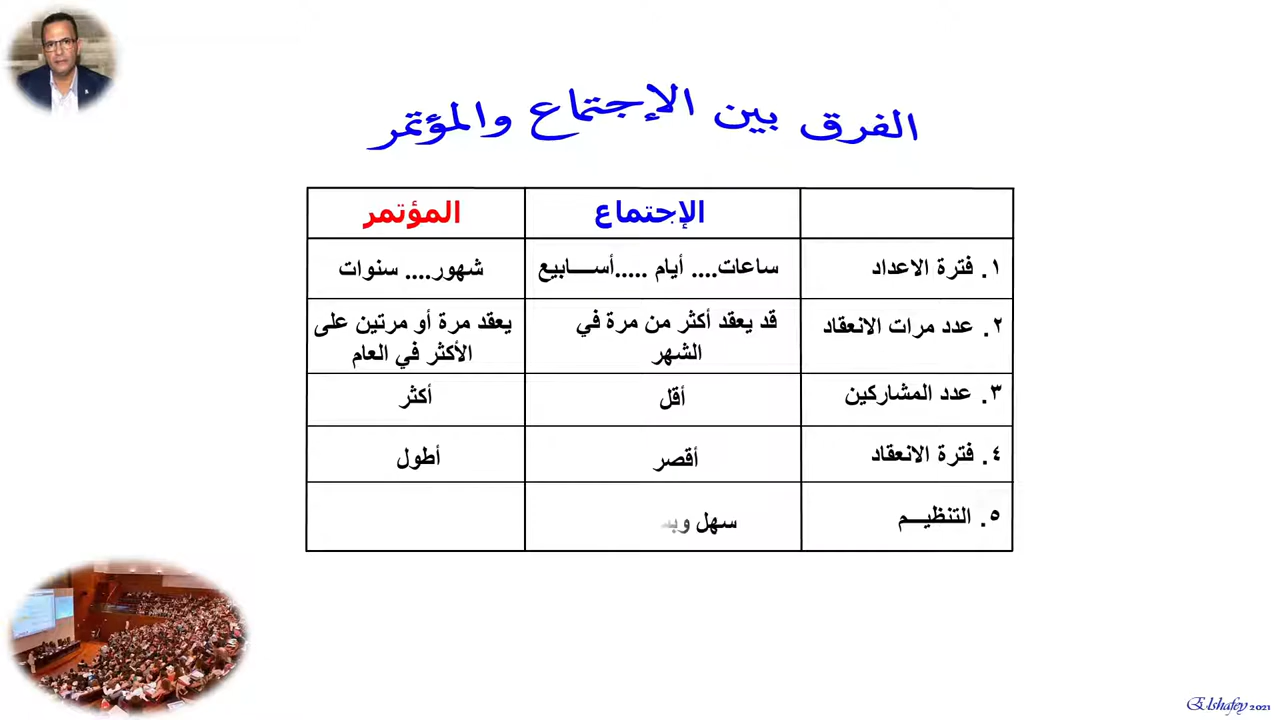 الفرق بين الإجتماع والمؤتمر
الإجتماع المؤتمر
١. فترة الاعداد ساعات.... أيام .....أســـابيع شهور.... سنوات
٢. عدد مرات الانعقاد قد يعقد أكثر من مرة في يعقد مرة أو مرتين على
الشهر الأكثر في العام
٣. عدد المشاركين أقل أكثر
٤. فترة الانعقاد أقصر أطول
٥. التنظيـــم سهل
Elshafey 2021